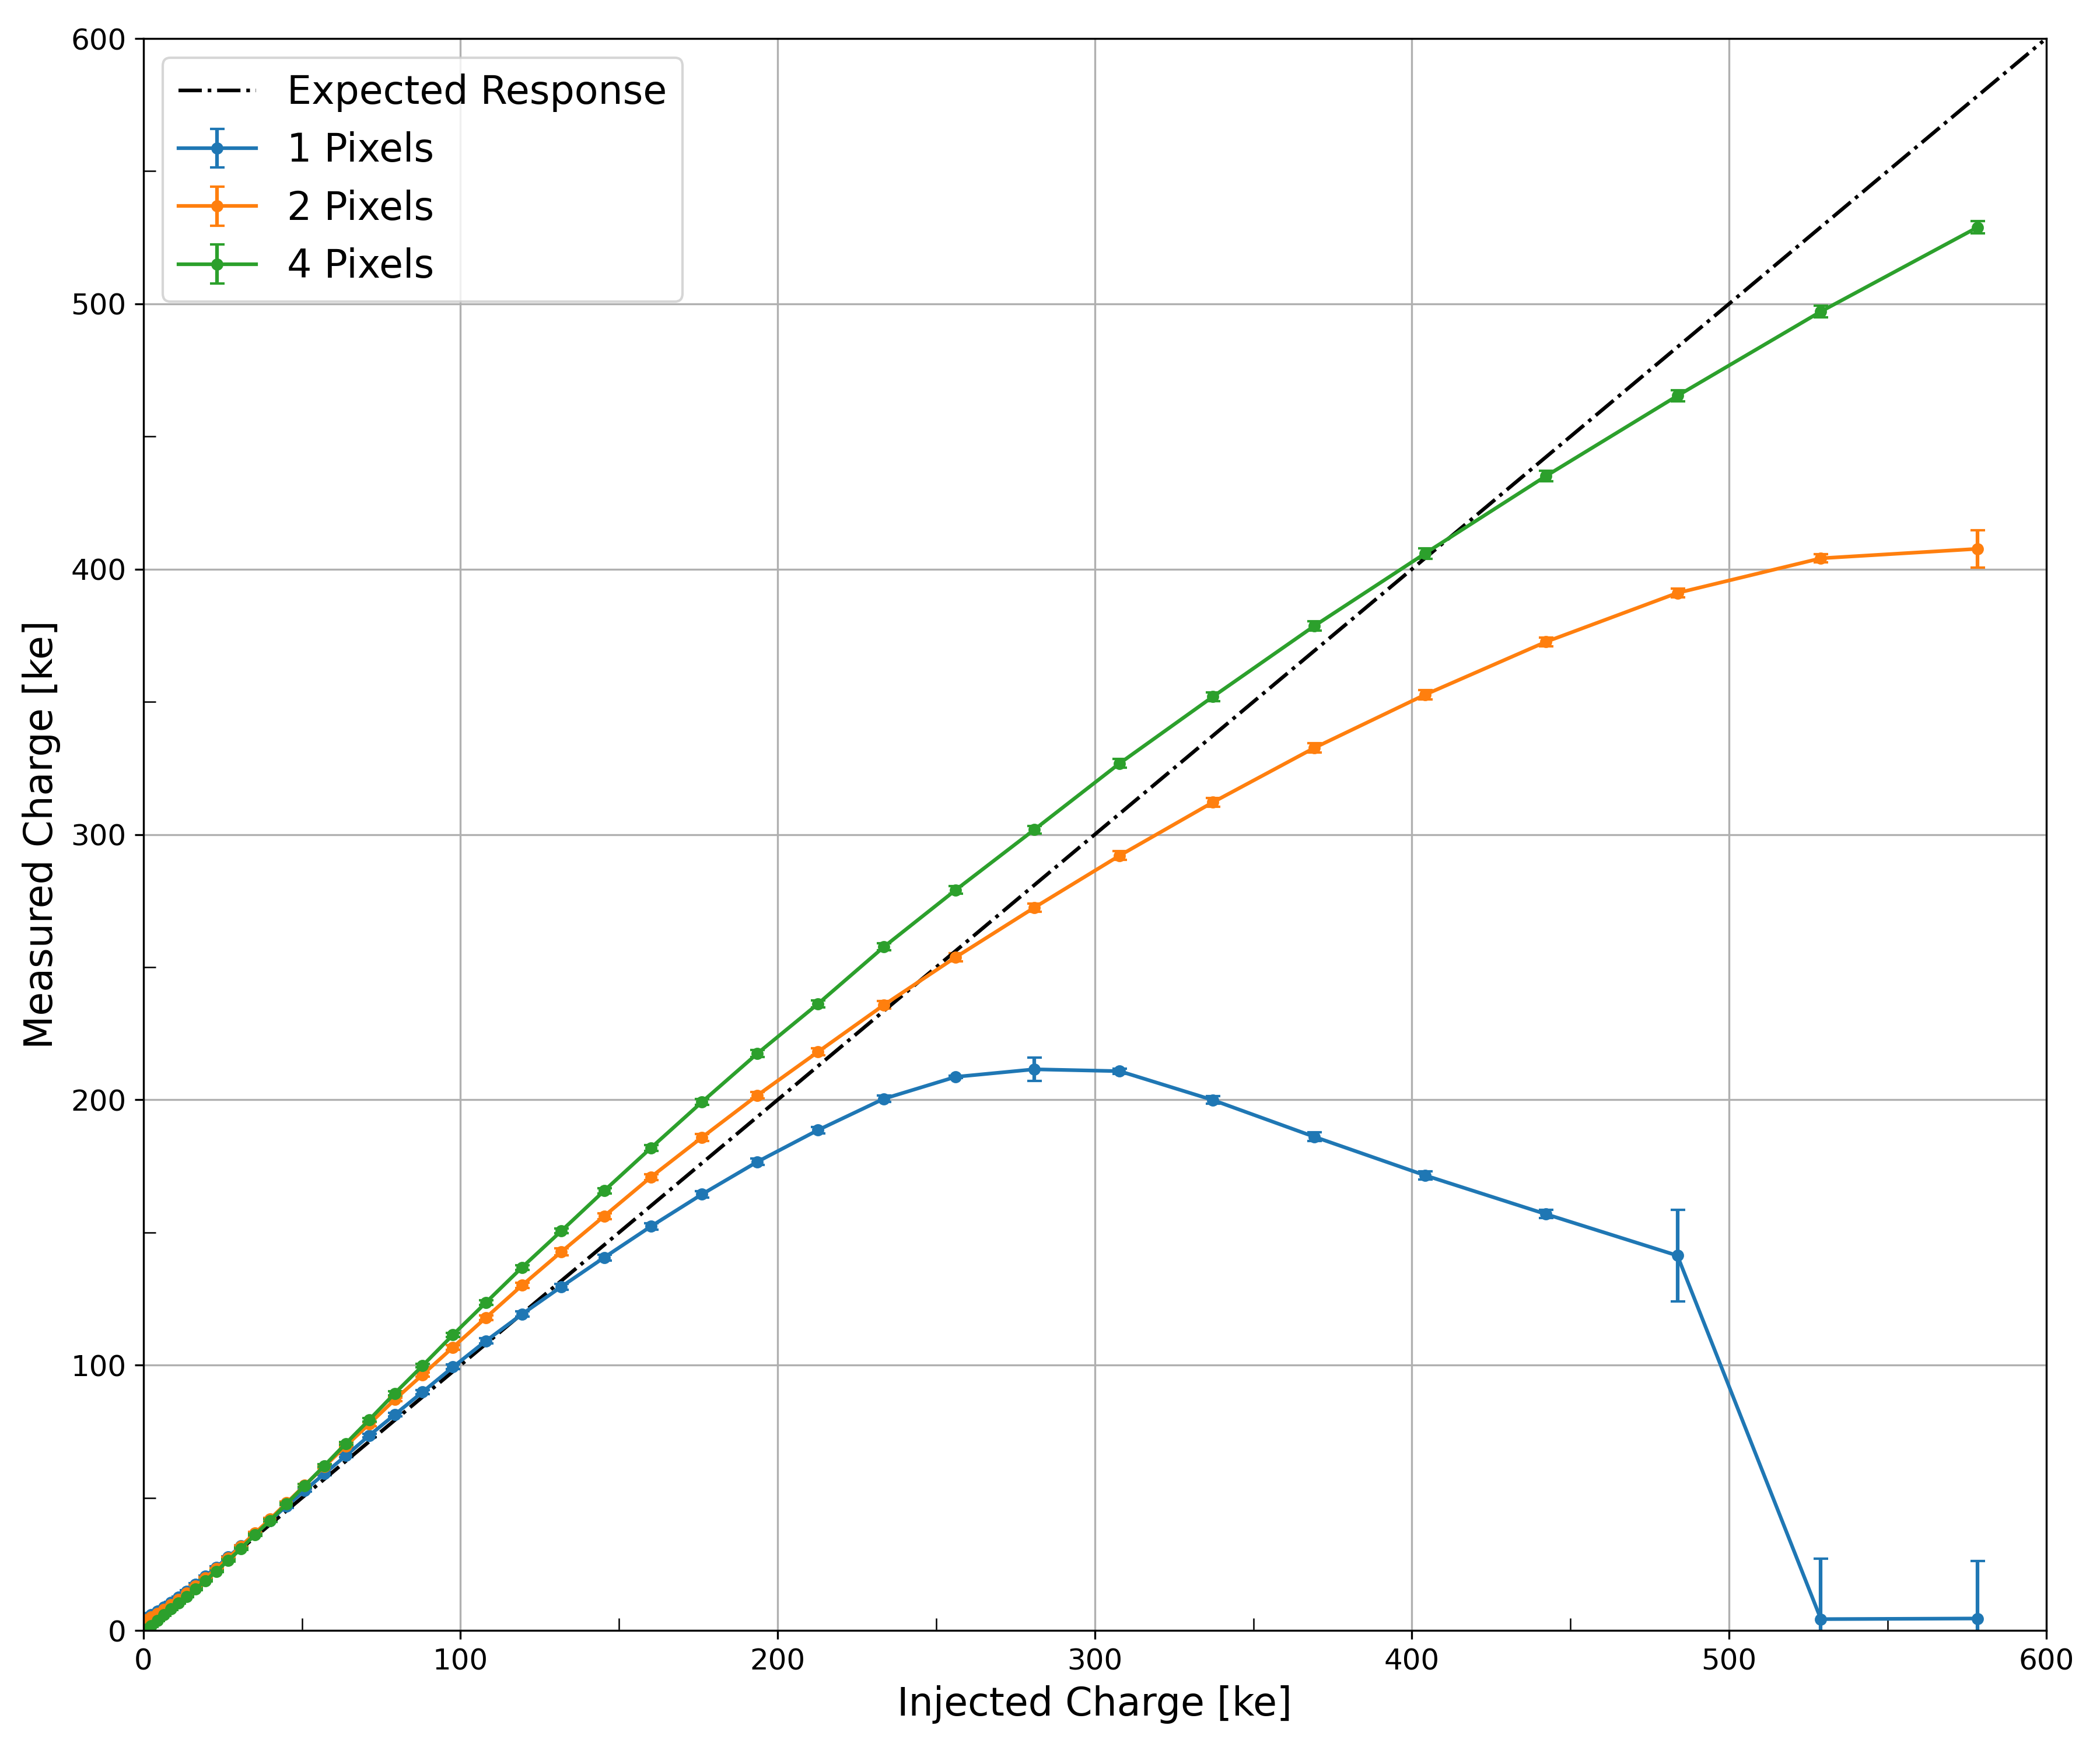 Expected Response
1 Pixels
2 Pixels
4 Pixels
600
500
400
300
200
100
0
Measured Charge [ke]
0 100 200 300 400 500 600
Injected Charge [ke]